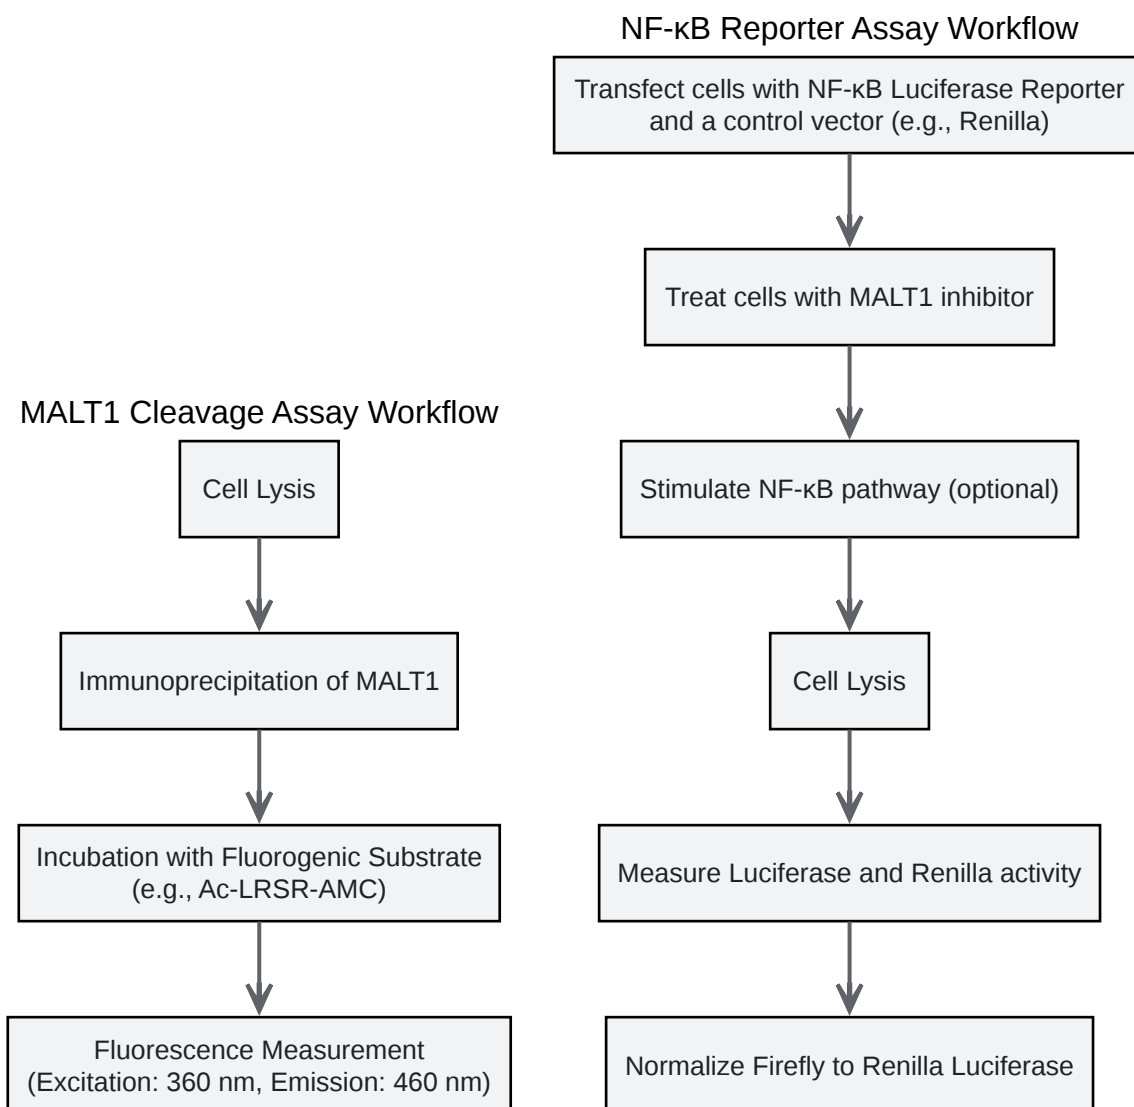 NF-κB Reporter Assay Workflow
Transfect cells with NF-κB Luciferase Reporter
and a control vector (e.g., Renilla)
Treat cells with MALT1 inhibitor
Stimulate NF-κB pathway (optional)
Cell Lysis
Measure Luciferase and Renilla activity
Normalize Firefly to Renilla Luciferase
MALT1 Cleavage Assay Workflow
Cell Lysis
Immunoprecipitation of MALT1
Incubation with Fluorogenic Substrate
(e.g., Ac-LRSR-AMC)
Fluorescence Measurement
(Excitation: 360 nm, Emission: 460 nm)